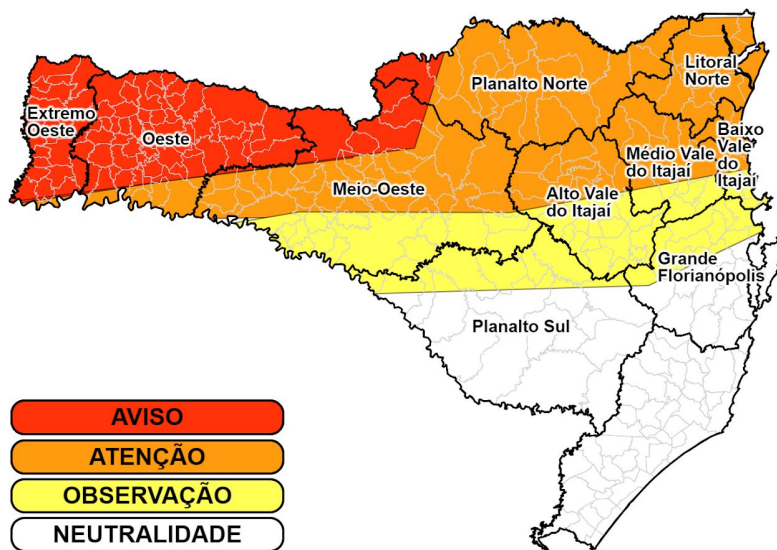 Extremo
Oeste
Oeste
Planalto Norte
Litoral
Norte
Meio-Oeste
Alto Vale
do Itajaí
Médio Vale
do Itajaí
Baixo
Vale
do
Itajaí
Grande
Florianópolis
Planalto Sul
AVISO
ATENÇÃO
OBSERVAÇÃO
NEUTRALIDADE